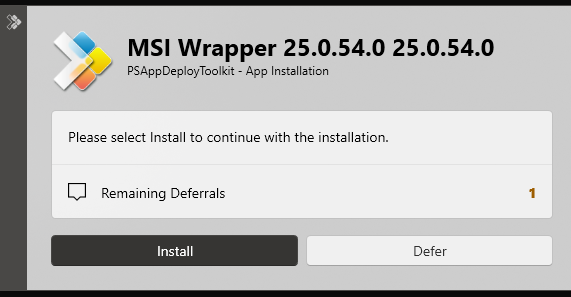 MSI Wrapper 25.0.54.0 25.0.54.0
PSAppDeployToolkit - App Installation
Please select Install to continue with the installation.
Remaining Deferrals 1
Install Defer